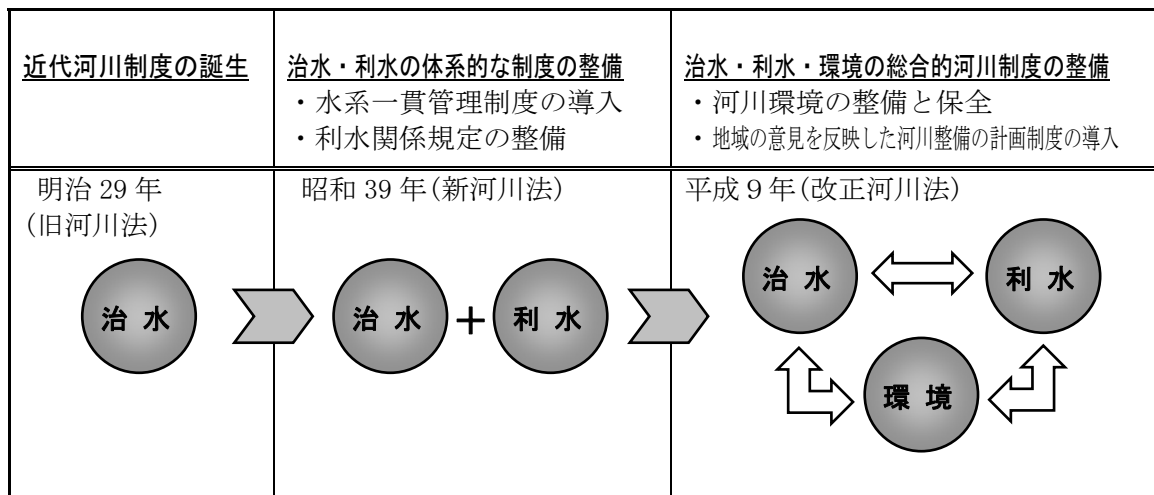 近代河川制度の誕生
治水・利水の体系的な制度の整備
・水系一貫管理制度の導入
・利水関係規定の整備
治水・利水・環境の総合的河川制度の整備
・河川環境の整備と保全
・地域の意見を反映した河川整備の計画制度の導入
明治 29 年
(旧河川法)
治 水
昭和 39 年(新河川法)
治 水 + 利 水
平成 9 年(改正河川法)
治 水
利 水
環 境